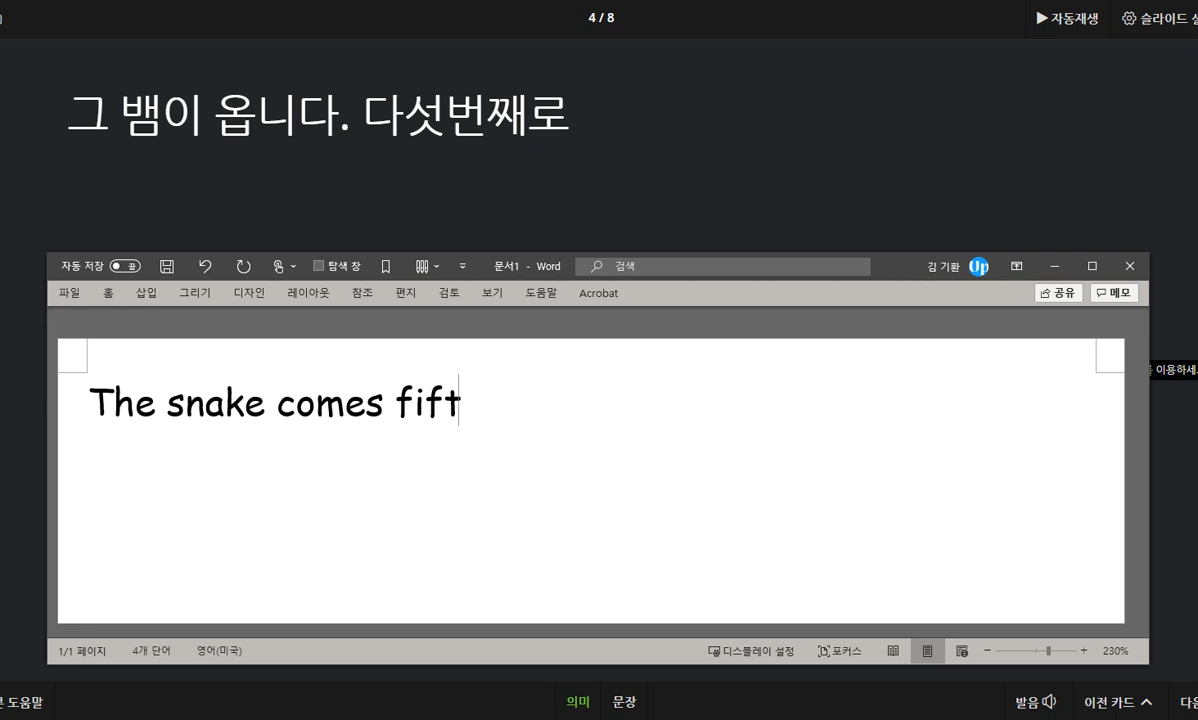 4 / 8
▶ 자동재생
슬라이드
그 뱀이 옵니다. 다섯번째로
자동 저장
끔
탐색 창
문서1 - Word
검색
김 기환
Up
파일 홈 삽입 그리기 디자인 레이아웃 참조 편지 검토 보기 도움말 Acrobat
공유
메모
를 이용하세
The snake comes fift
1/1 페이지 4개 단어 영어(미국)
디스플레이 설정 포커스
- + 230%
도움말
의미 문장
발음
이전 카드